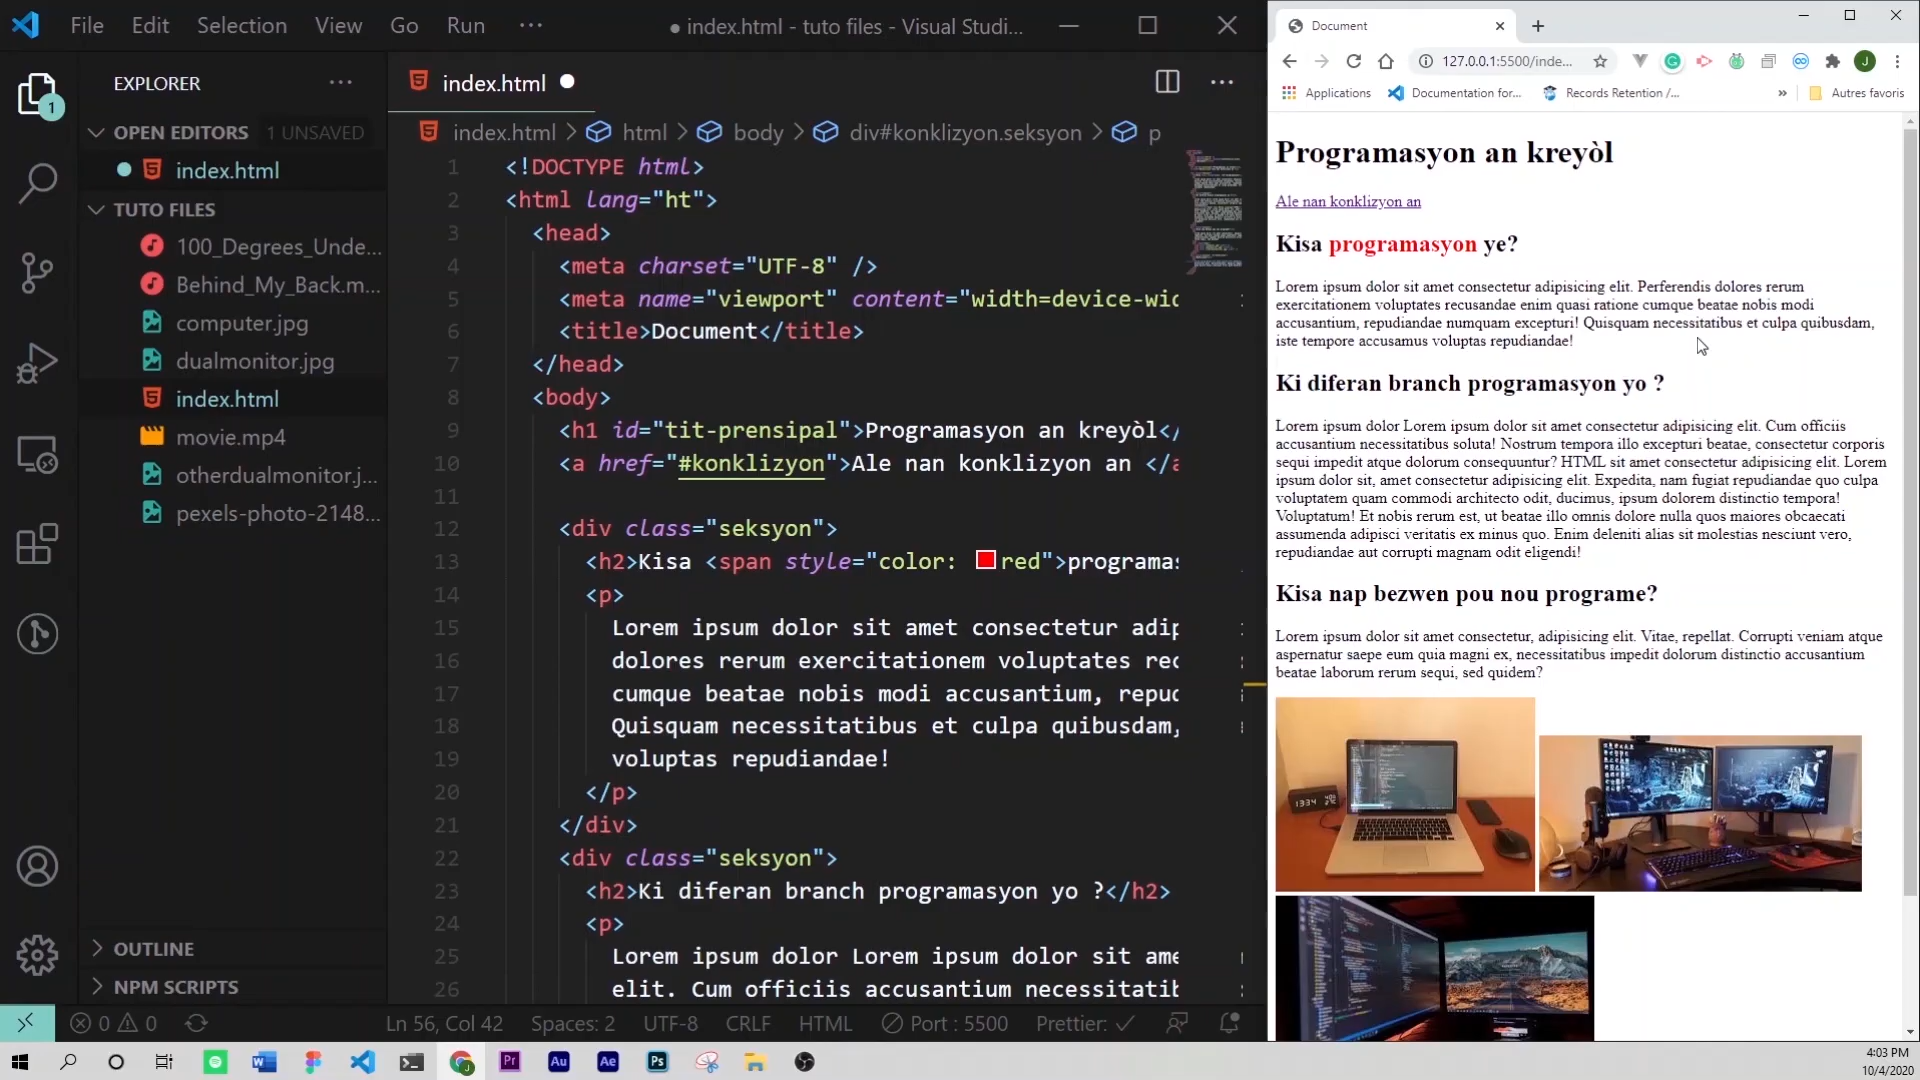 File Edit Selection View Go Run ··· ● index.html - tuto files - Visual Studi...
EXPLORER ···
OPEN EDITORS 1 UNSAVED
index.html
TUTO FILES
100_Degrees_Unde...
Behind_My_Back.m...
computer.jpg
dualmonitor.jpg
index.html
movie.mp4
otherdualmonitor.j...
pexels-photo-2148...
OUTLINE
NPM SCRIPTS
1
index.html ●
index.html > html > body > div#konklizyon.seksyon > p
1 <!DOCTYPE html>
2 <html lang="ht">
3 <head>
4 <meta charset="UTF-8" />
5 <meta name="viewport" content="width=device-wid
6 <title>Document</title>
7 </head>
8 <body>
9 <h1 id="tit-prensipal">Programasyon an kreyòl</
10 <a href="#konklizyon">Ale nan konklizyon an </a
11
12 <div class="seksyon">
13 <h2>Kisa <span style="color: red">programas
14 <p>
15 Lorem ipsum dolor sit amet consectetur adip
16 dolores rerum exercitationem voluptates rec
17 cumque beatae nobis modi accusantium, repud
18 Quisquam necessitatibus et culpa quibusdam,
19 voluptas repudiandae!
20 </p>
21 </div>
22 <div class="seksyon">
23 <h2>Ki diferan branch programasyon yo ?</h2>
24 <p>
25 Lorem ipsum dolor Lorem ipsum dolor sit ame
26 elit. Cum officiis accusantium necessitatib
0 0 Ln 56, Col 42 Spaces: 2 UTF-8 CRLF HTML Port : 5500 Prettier: ✓
Document
127.0.0.1:5500/inde...
Applications Documentation for... Records Retention /... » Autres favoris
Programasyon an kreyòl
Ale nan konklizyon an
Kisa programasyon ye?
Lorem ipsum dolor sit amet consectetur adipisicing elit. Perferendis dolores rerum
exercitationem voluptates recusandae enim quasi ratione cumque beatae nobis modi
accusantium, repudiandae numquam excepturi! Quisquam necessitatibus et culpa quibusdam,
iste tempore accusamus voluptas repudiandae!
Ki diferan branch programasyon yo ?
Lorem ipsum dolor Lorem ipsum dolor sit amet consectetur adipisicing elit. Cum officiis
accusantium necessitatibus soluta! Nostrum tempora illo excepturi beatae, consectetur corporis
sequi impedit atque dolorum consequuntur? HTML sit amet consectetur adipisicing elit. Lorem
ipsum dolor sit, amet consectetur adipisicing elit. Expedita, nam fugiat repudiandae quo culpa
voluptatem quam commodi architecto odit, ducimus, ipsum dolorem distinctio tempora!
Voluptatum! Et nobis rerum est, ut beatae illo omnis dolore nulla quos maiores obcaecati
assumenda adipisci veritatis ex minus quo. Enim deleniti alias sit molestias nesciunt vero,
repudiandae aut corrupti magnam odit eligendi!
Kisa nap bezwen pou nou programe?
Lorem ipsum dolor sit amet consectetur, adipisicing elit. Vitae, repellat. Corrupti veniam atque
aspernatur saepe eum quia magni ex, necessitatibus impedit dolorum distinctio accusantium
beatae laborum rerum sequi, sed quidem?
J
Pr Au Ae Ps
4:03 PM
10/4/2020